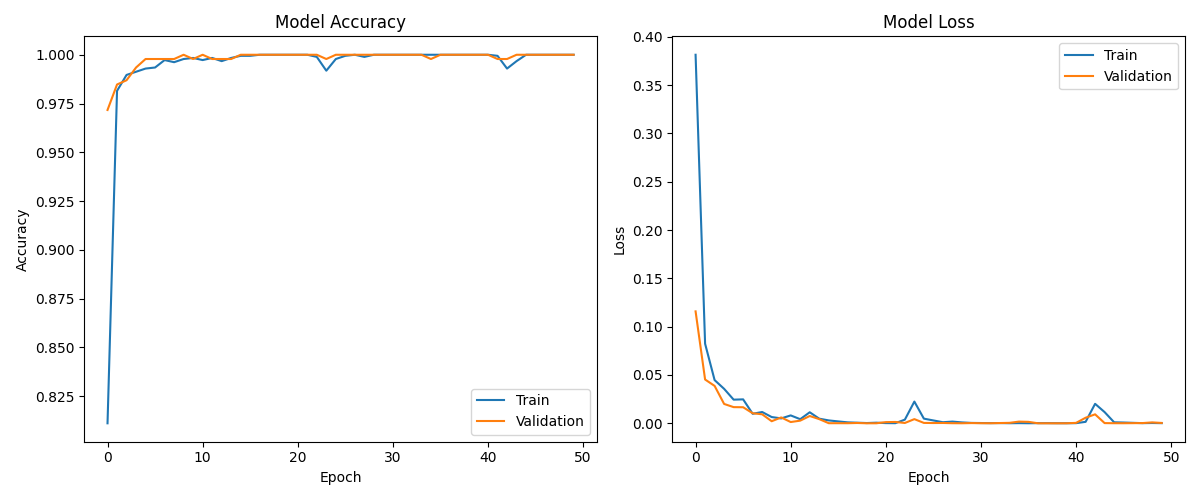 Model Accuracy
1.000
0.975
0.950
0.925
0.900
0.875
0.850
0.825
Accuracy
0 10 20 30 40 50
Epoch
Train
Validation
Model Loss
0.40
0.35
0.30
0.25
0.20
0.15
0.10
0.05
0.00
Loss
0 10 20 30 40 50
Epoch
Train
Validation